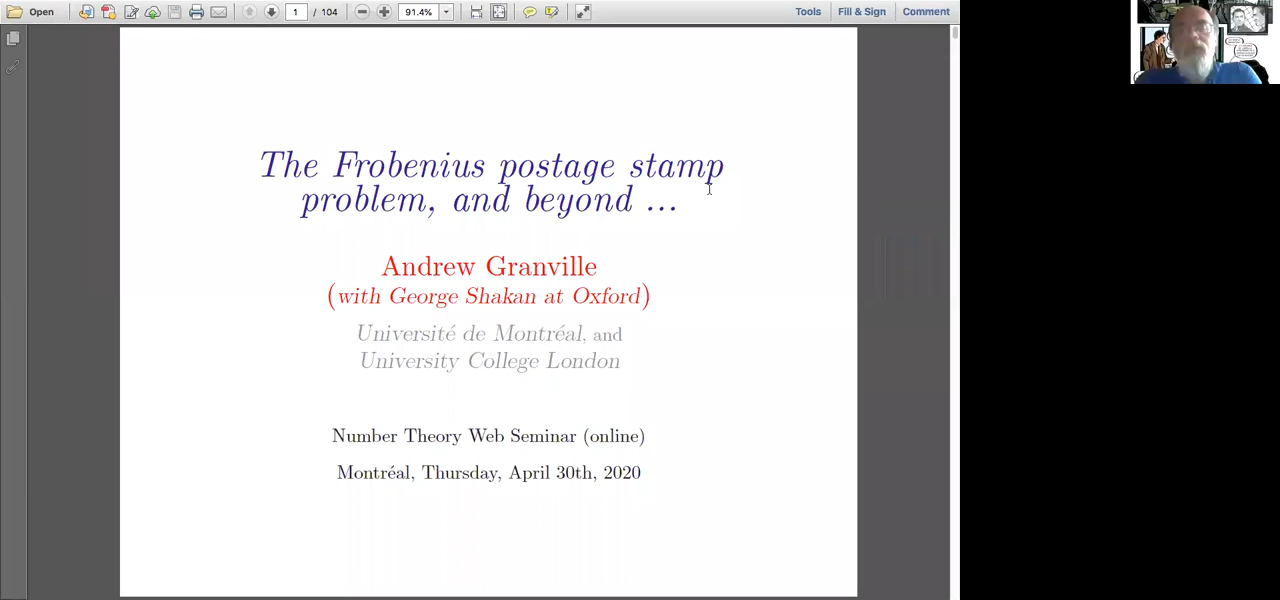 Open
1 / 104
91.4%
Tools
Fill & Sign
Comment
The Frobenius postage stamp
problem, and beyond ...
Andrew Granville
(with George Shakan at Oxford)
Université de Montréal, and
University College London
Number Theory Web Seminar (online)
Montréal, Thursday, April 30th, 2020